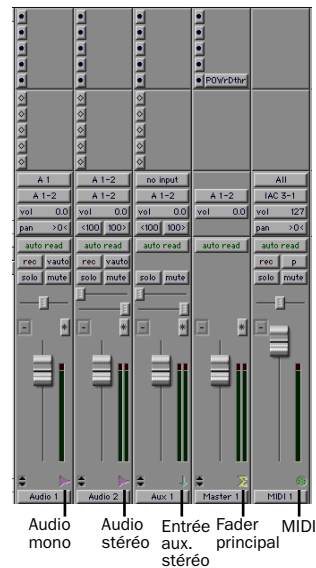 POWrDthr
A 1 A 1-2 no input All
A 1-2 A 1-2 A 1-2 A 1-2 IAC 3-1
vol 0.0 vol 0.0 vol 0.0 vol 0.0 vol 127
pan >0< <100 100> <100 100> pan >0<
auto read auto read auto read auto read auto read
rec vauto rec vauto rec p
solo mute solo mute solo mute solo mute
Audio 1 Audio 2 Aux 1 Master 1 MIDI 1
Audio mono
Audio stéréo
Entrée aux. stéréo
Fader principal
MIDI